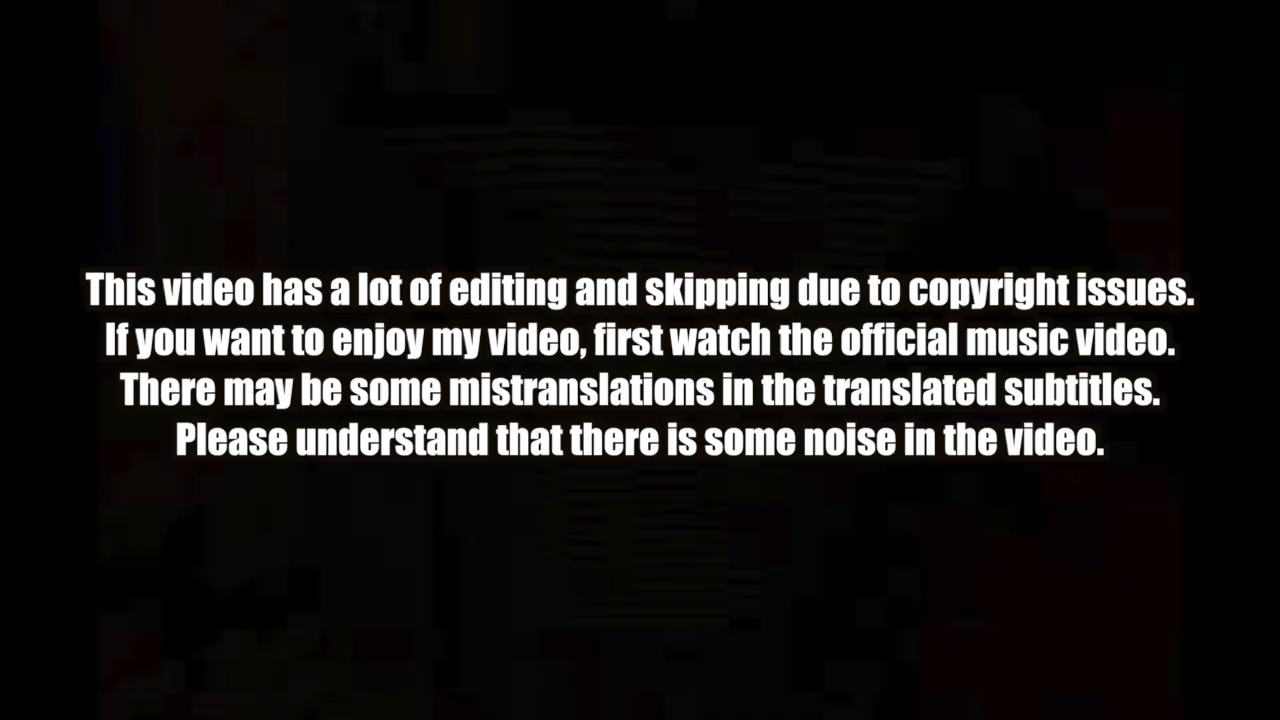 This video has a lot of editing and skipping due to copyright issues.
If you want to enjoy my video, first watch the official music video.
There may be some mistranslations in the translated subtitles.
Please understand that there is some noise in the video.